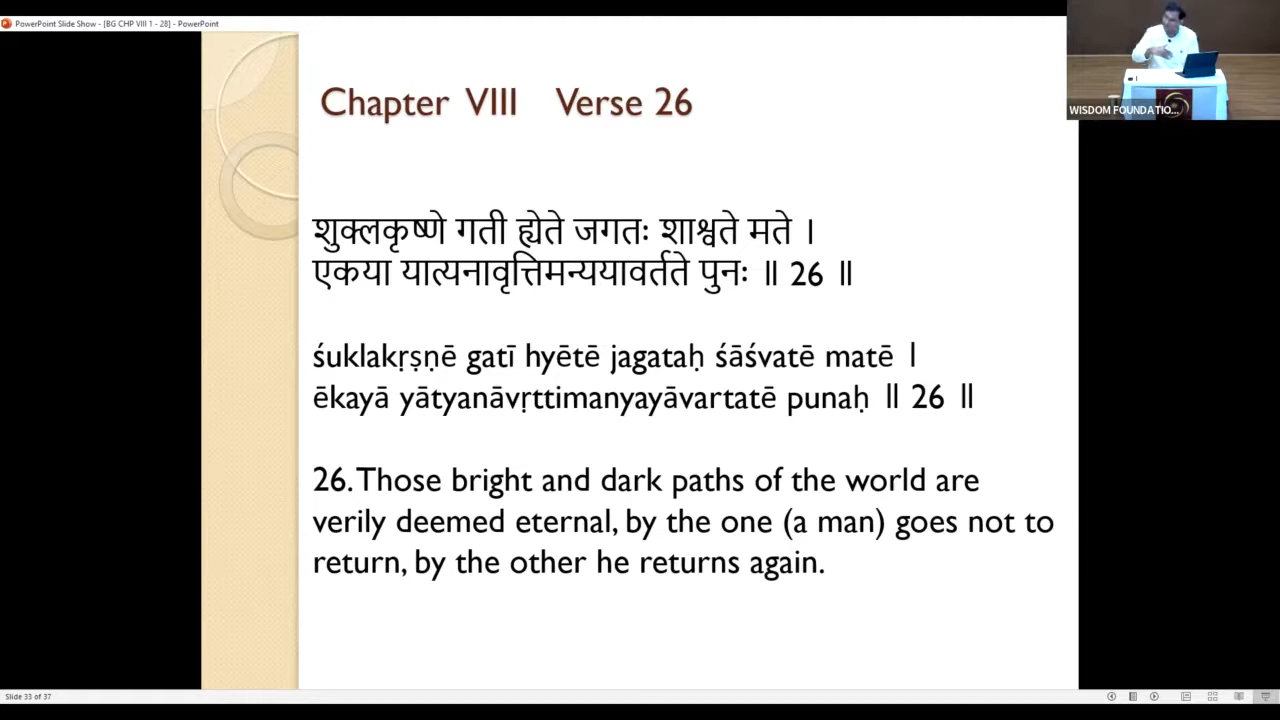 PowerPoint Slide Show - [BG CHP VIII 1 - 28] - PowerPoint
WISDOM FOUNDATIO...
Chapter VIII Verse 26
शुक्लकृष्णे गती ह्येते जगतः शाश्वते मते ।
एकया यात्यनावृत्तिमन्ययावर्तते पुनः ॥ 26 ॥
śuklakṛṣṇē gatī hyētē jagataḥ śāśvatē matē ।
ēkayā yātyanāvṛttimanyayāvartatē punaḥ ॥ 26 ॥
26. Those bright and dark paths of the world are
verily deemed eternal, by the one (a man) goes not to
return, by the other he returns again.
Slide 33 of 37